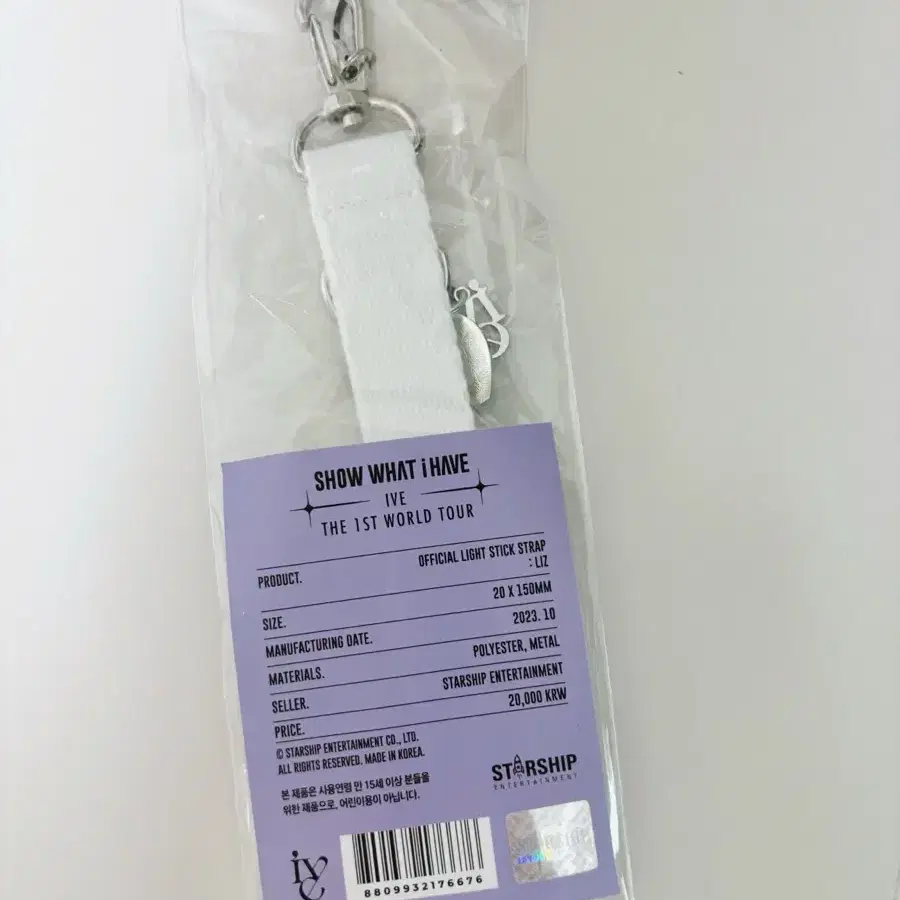 SHOW WHAT i HAVE
IVE
THE 1ST WORLD TOUR
PRODUCT. OFFICIAL LIGHT STICK STRAP
: LIZ
SIZE. 20 X 150MM
MANUFACTURING DATE. 2023. 10
MATERIALS. POLYESTER, METAL
SELLER. STARSHIP ENTERTAINMENT
PRICE. 20,000 KRW
© STARSHIP ENTERTAINMENT CO., LTD.
ALL RIGHTS RESERVED. MADE IN KOREA.
본 제품은 사용연령 만 15세 이상 분들을
위한 제품으로, 어린이용이 아닙니다.
STARSHIP
ENTERTAINMENT
ive
8809932176676